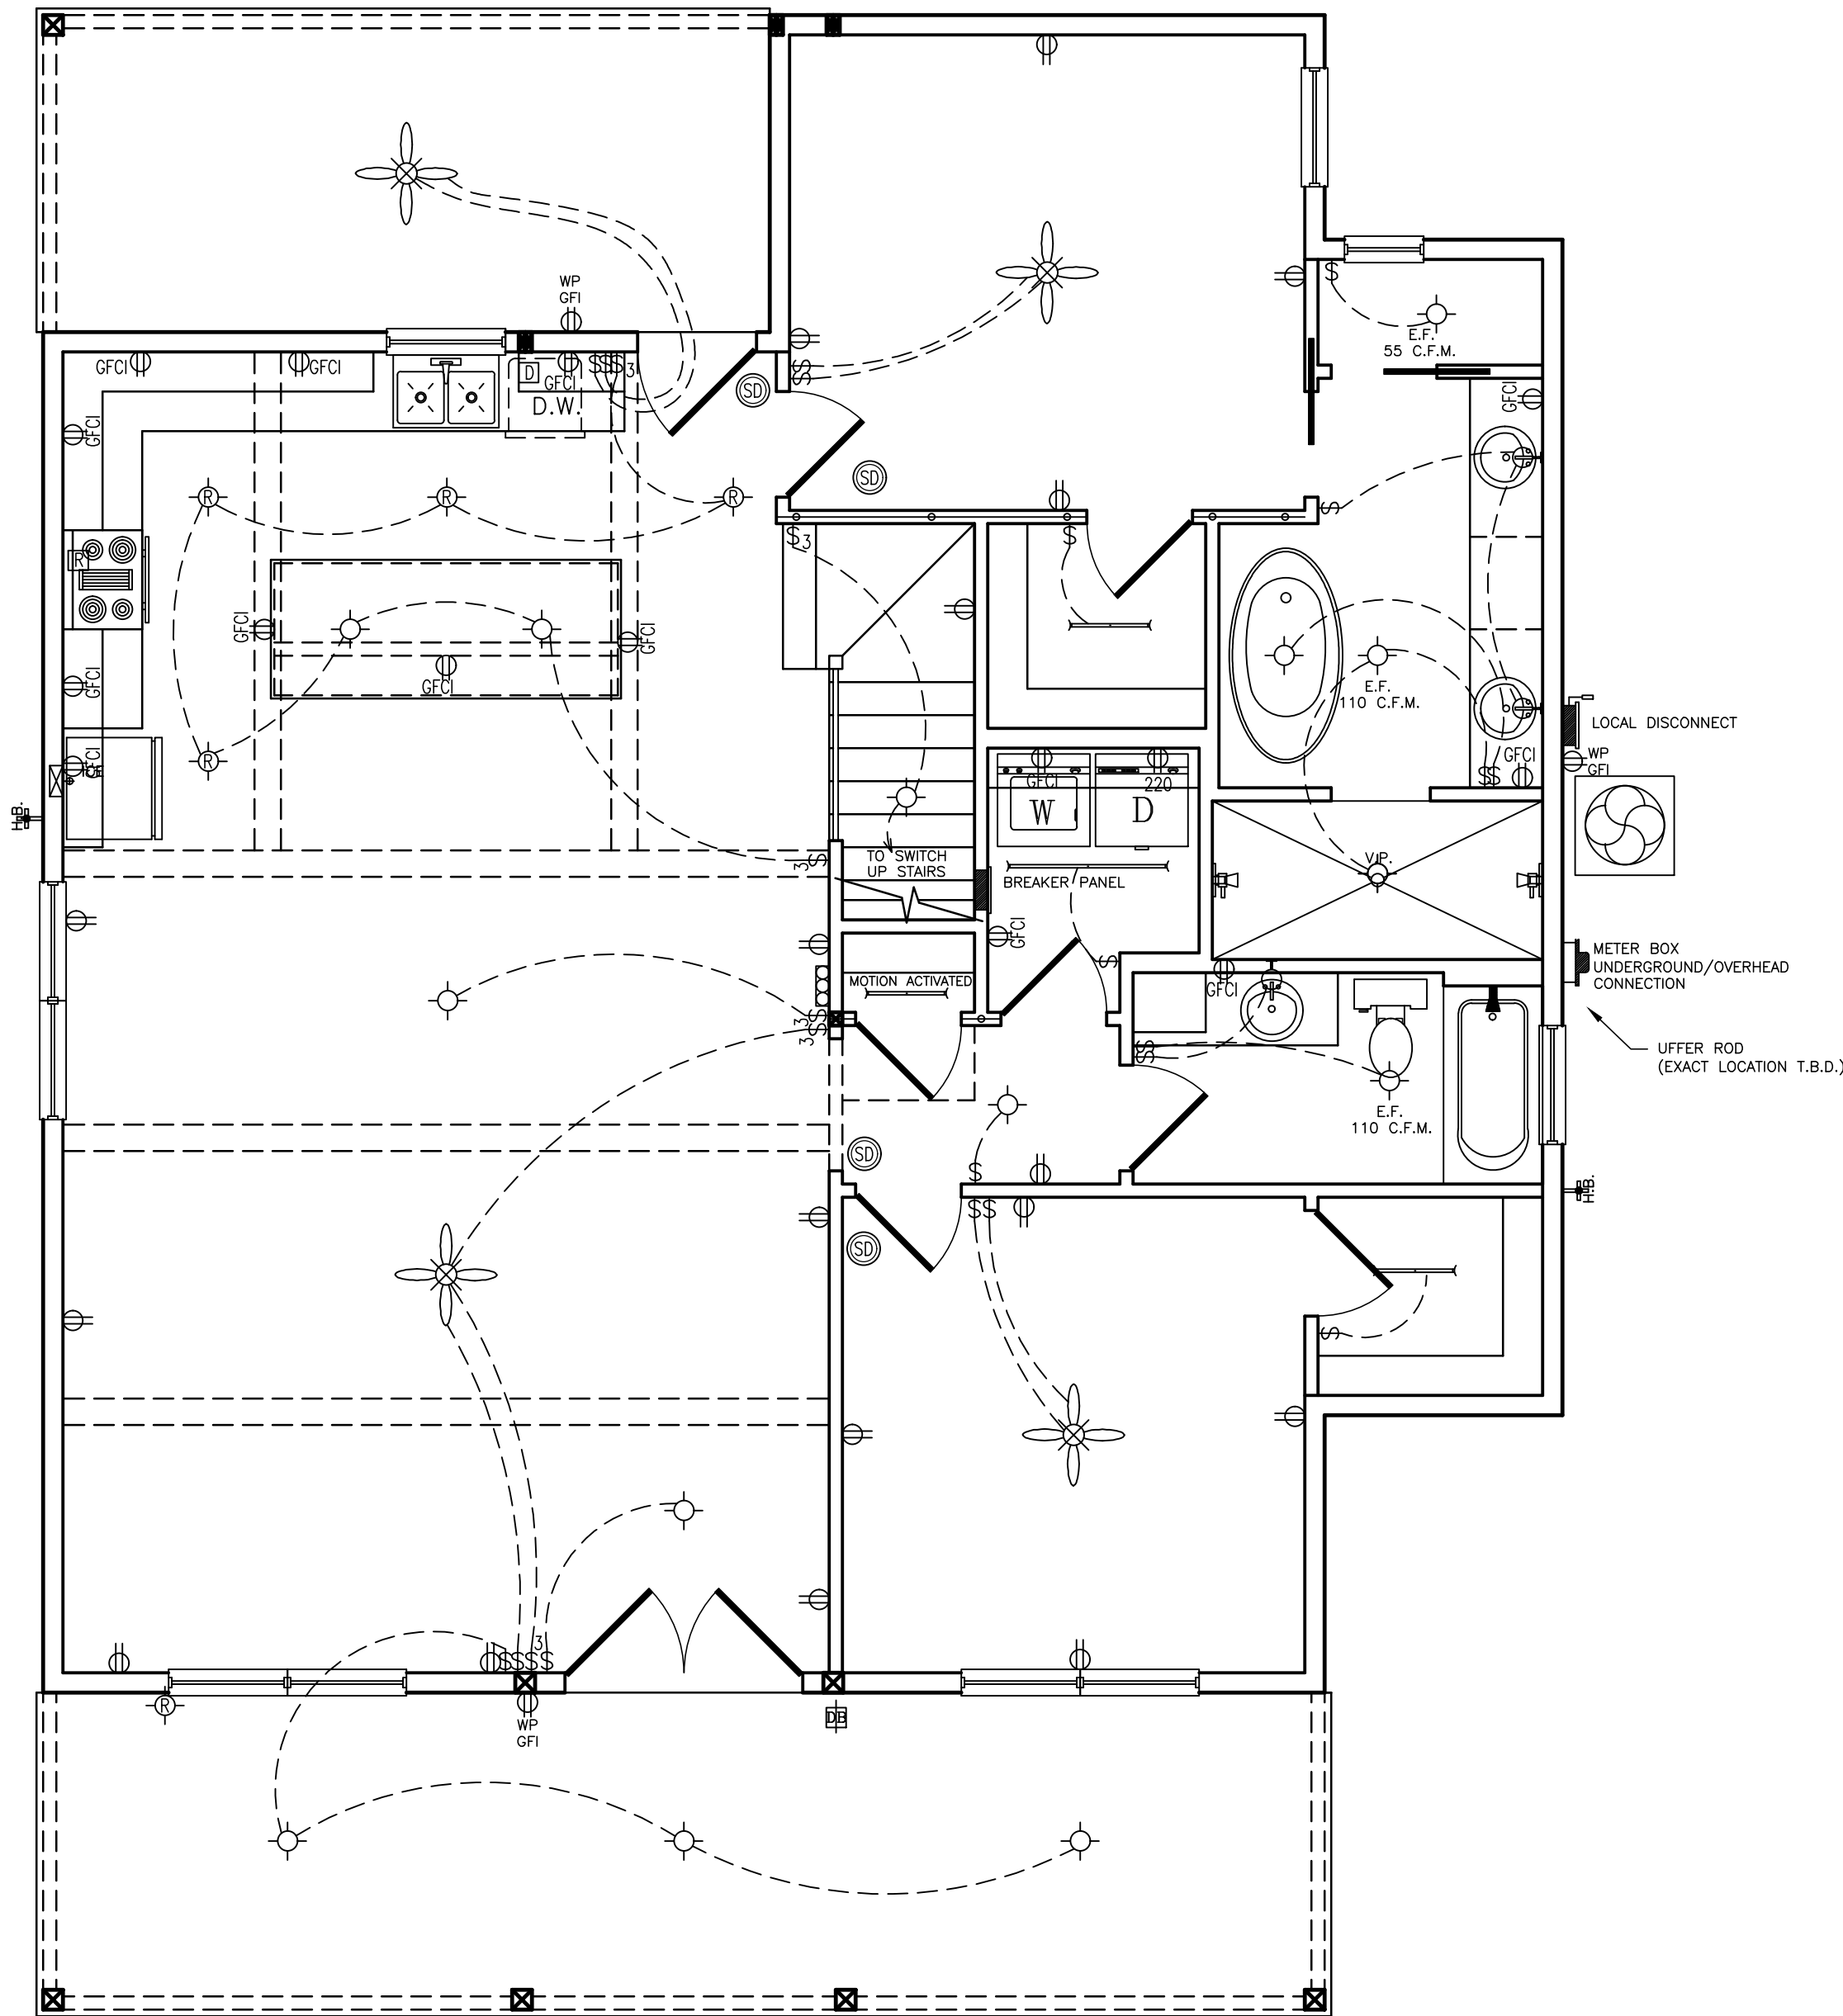 WP
GFI
GFCI
GFCI
D
GFCI
$$$3
D.W.
SD
$$
$
E.F.
55 C.F.M.
GFCI
GFCI
SD
R
R
R
$
$3
$
R
GFCI
GFCI
GFCI
GFCI
E.F.
110 C.F.M.
LOCAL DISCONNECT
R
GFCI
GFCI
220
W
D
$$
GFCI
WP
GFI
H.B.
3$
TO SWITCH
UP STAIRS
V.P.
BREAKER PANEL
GFCI
METER BOX
UNDERGROUND/OVERHEAD
CONNECTION
MOTION ACTIVATED
$
GFCI
3$
3$
$$
UFFER ROD
(EXACT LOCATION T.B.D.)
E.F.
110 C.F.M.
SD
$
H.B.
$$
SD
$
3
$$$$
R
WP
GFI
DB